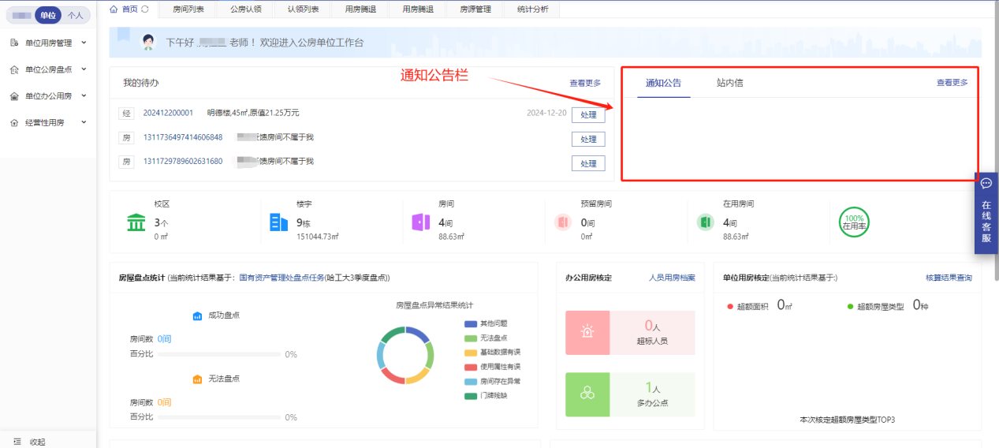 单位 个人
首页 房间列表 公房认领 认领列表 用房腾退 用房腾退 房源管理 统计分析
单位用房管理
单位公房盘点
单位办公用房
经营性用房
收起
下午好 老师！ 欢迎进入公房单位工作台
我的待办 查看更多
通知公告栏
通知公告 站内信 查看更多
经 202412200001 明德楼,45㎡,原值21.25万元 2024-12-20 处理
房 1311736497414606848 馈房间不属于我 处理
房 1311729789602631680 馈房间不属于我 处理
在线客服
校区
3个
0 ㎡
楼宇
9栋
151044.73㎡
房间
4间
88.63㎡
预留房间
0间
0㎡
在用房间
4间
88.63㎡
100%
在用率
房屋盘点统计 (当前统计结果基于: 国有资产管理处盘点任务(哈工大3季度盘点))
成功盘点
房间数 0间
百分比 0%
无法盘点
房间数 0间
百分比 0%
房屋盘点异常结果统计
其他问题
无法盘点
基础数据有误
使用属性有误
房间存在异常
门牌残缺
办公用房核定 人员用房档案
0人
超标人员
1人
多办公点
单位用房核定(当前统计结果基于:) 核算结果查询
超额面积 0㎡ 超额房屋类型 0种
本次核定超额房屋类型TOP3